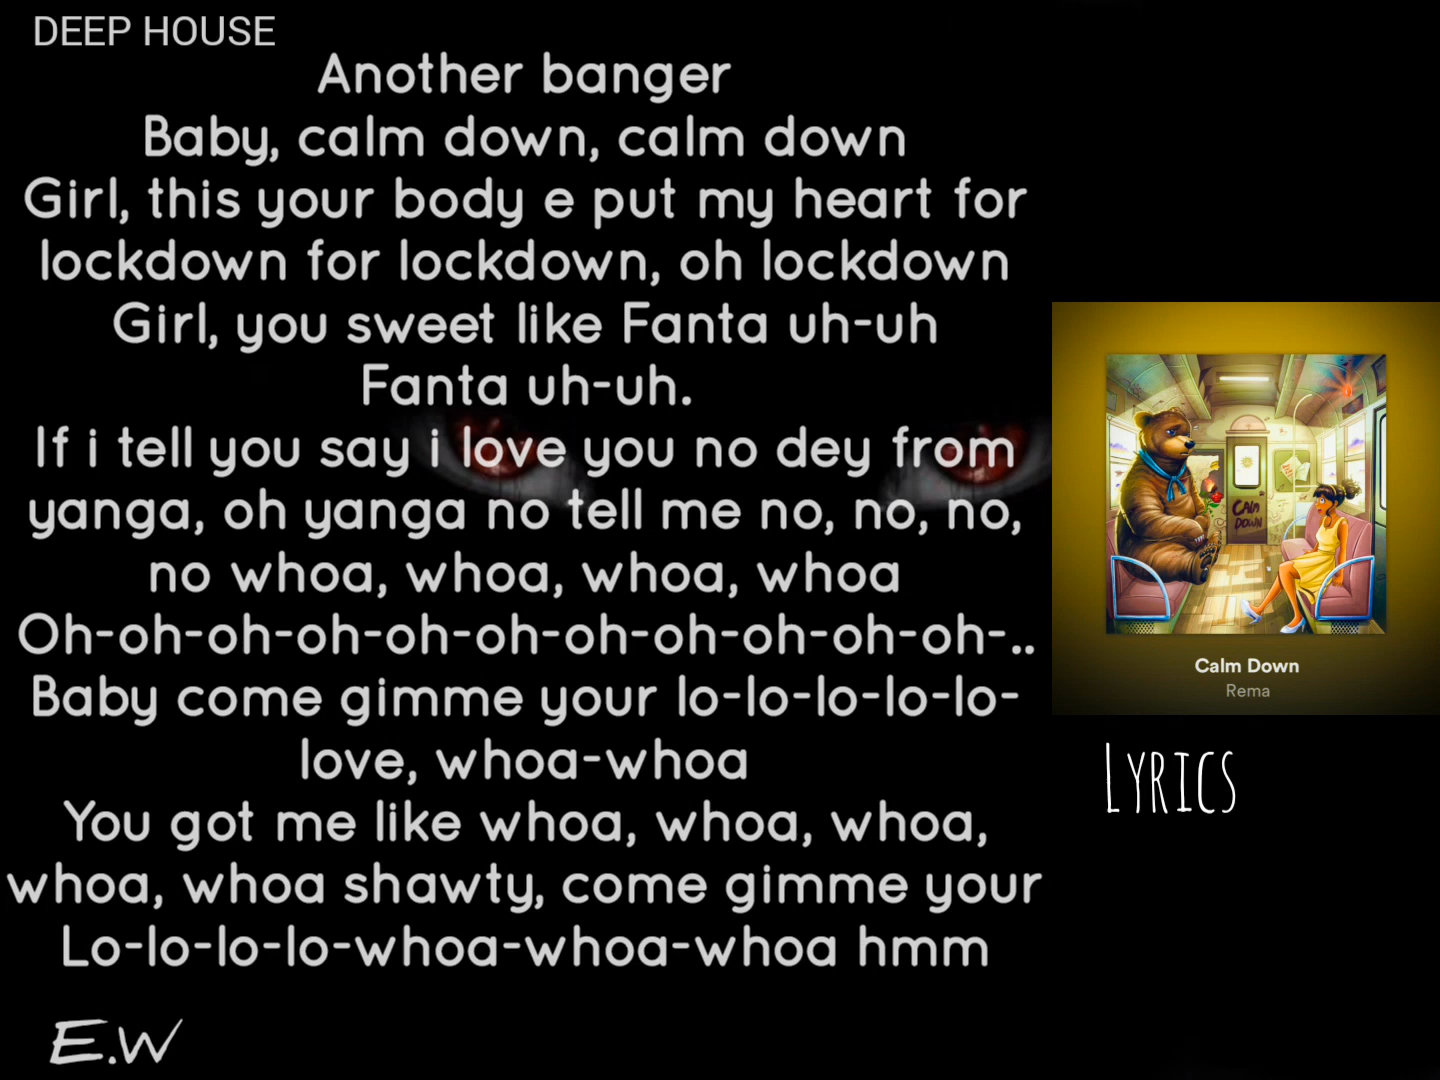 DEEP HOUSE
Another banger
Baby, calm down, calm down
Girl, this your body e put my heart for
lockdown for lockdown, oh lockdown
Girl, you sweet like Fanta uh-uh
Fanta uh-uh.
If i tell you say i love you no dey from
yanga, oh yanga no tell me no, no, no,
no whoa, whoa, whoa, whoa
Oh-oh-oh-oh-oh-oh-oh-oh-oh-oh-oh-..
Baby come gimme your lo-lo-lo-lo-lo-
love, whoa-whoa
You got me like whoa, whoa, whoa,
whoa, whoa shawty, come gimme your
Lo-lo-lo-lo-whoa-whoa-whoa hmm
E.W
CALM
DOWN
Calm Down
Rema
LYRICS